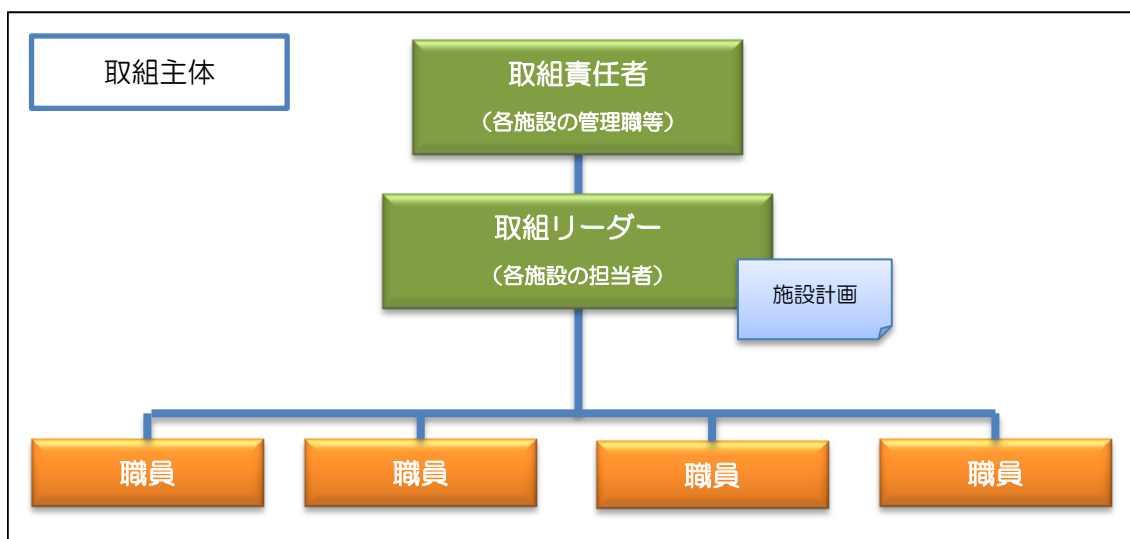 取組主体
取組責任者
（各施設の管理職等）
取組リーダー
（各施設の担当者）
施設計画
職員
職員
職員
職員